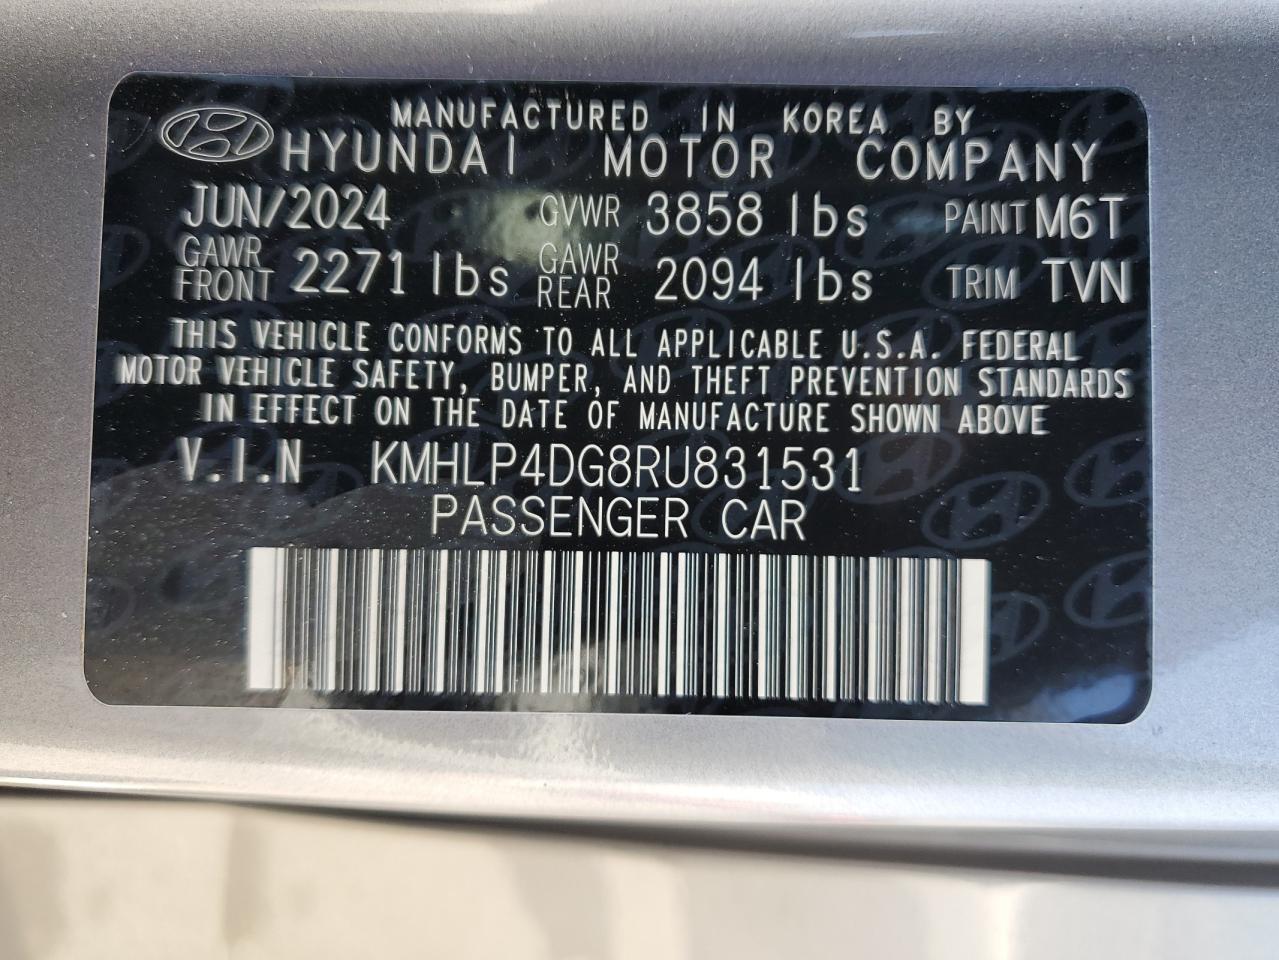 MANUFACTURED IN KOREA BY
HYUNDAI MOTOR COMPANY
JUN/2024 GVWR 3858 lbs PAINT M6T
GAWR FRONT 2271 lbs GAWR REAR 2094 lbs TRIM TVN
THIS VEHICLE CONFORMS TO ALL APPLICABLE U.S.A. FEDERAL
MOTOR VEHICLE SAFETY, BUMPER, AND THEFT PREVENTION STANDARDS
IN EFFECT ON THE DATE OF MANUFACTURE SHOWN ABOVE
V.I.N KMHLP4DG8RU831531
PASSENGER CAR